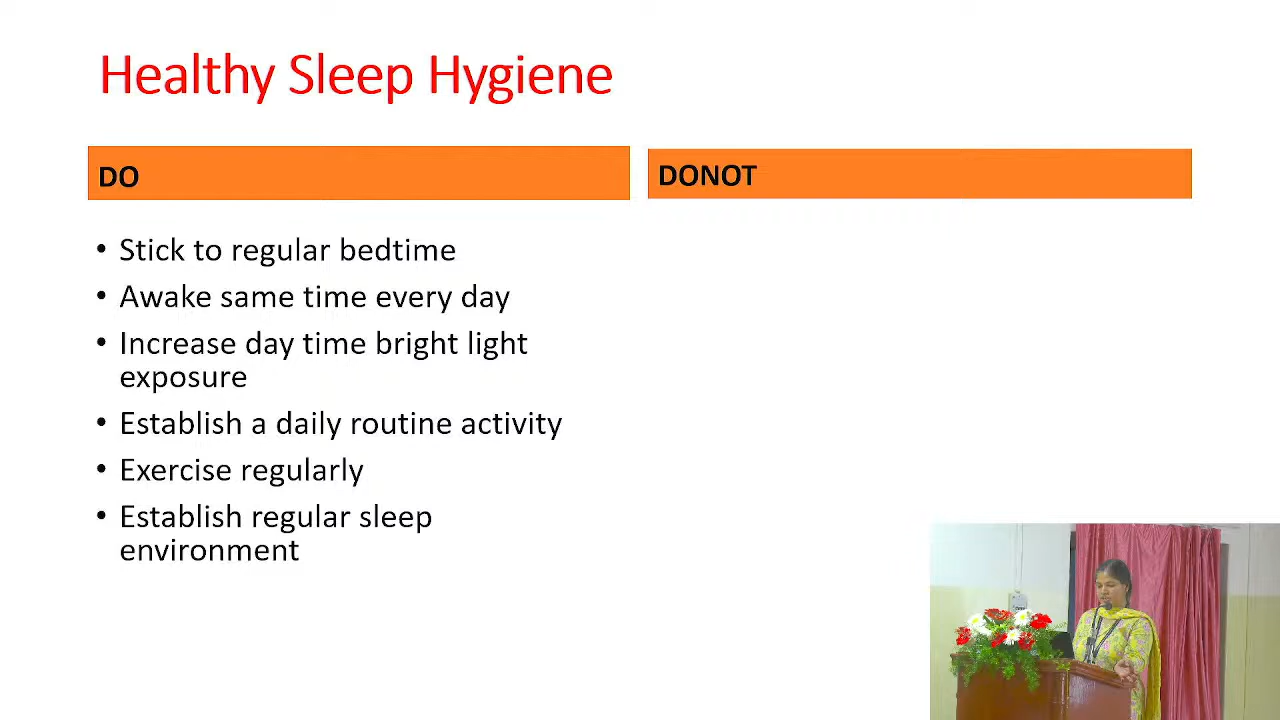 Healthy Sleep Hygiene
DO
DONOT
• Stick to regular bedtime
• Awake same time every day
• Increase day time bright light
exposure
• Establish a daily routine activity
• Exercise regularly
• Establish regular sleep
environment